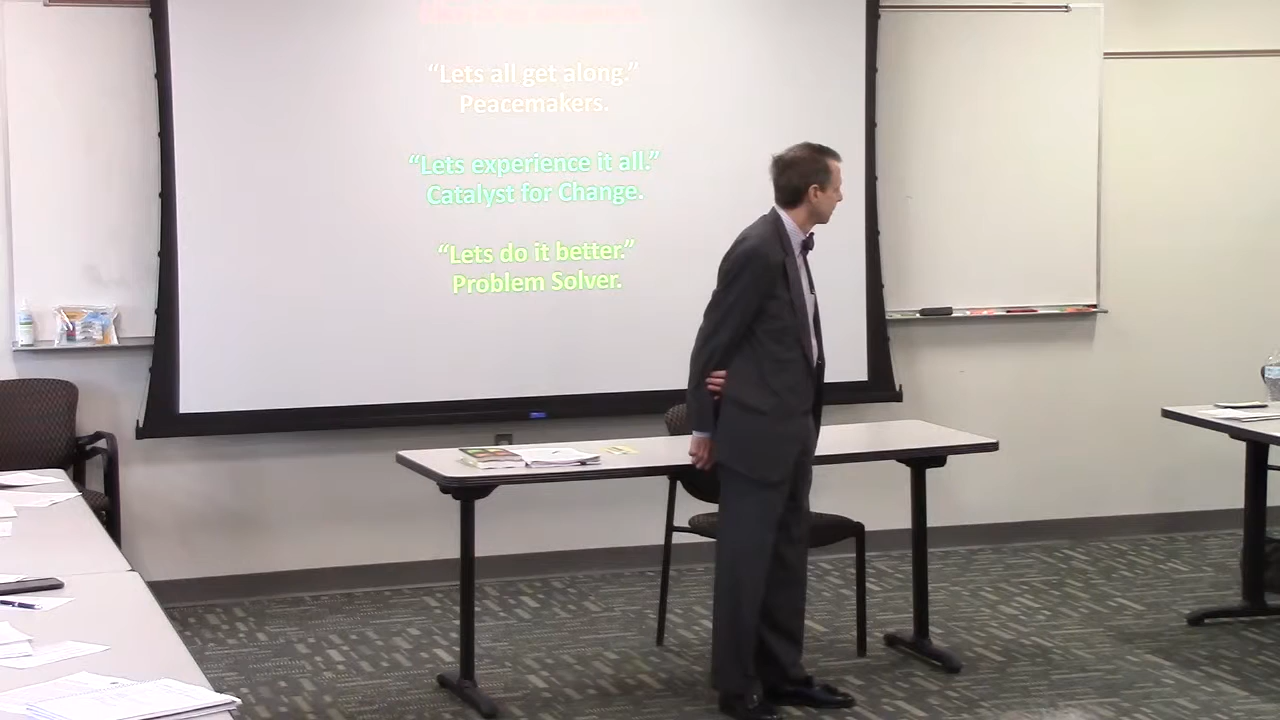 “Lets all get along.”
Peacemakers.
“Lets experience it all.”
Catalyst for Change.
“Lets do it better.”
Problem Solver.